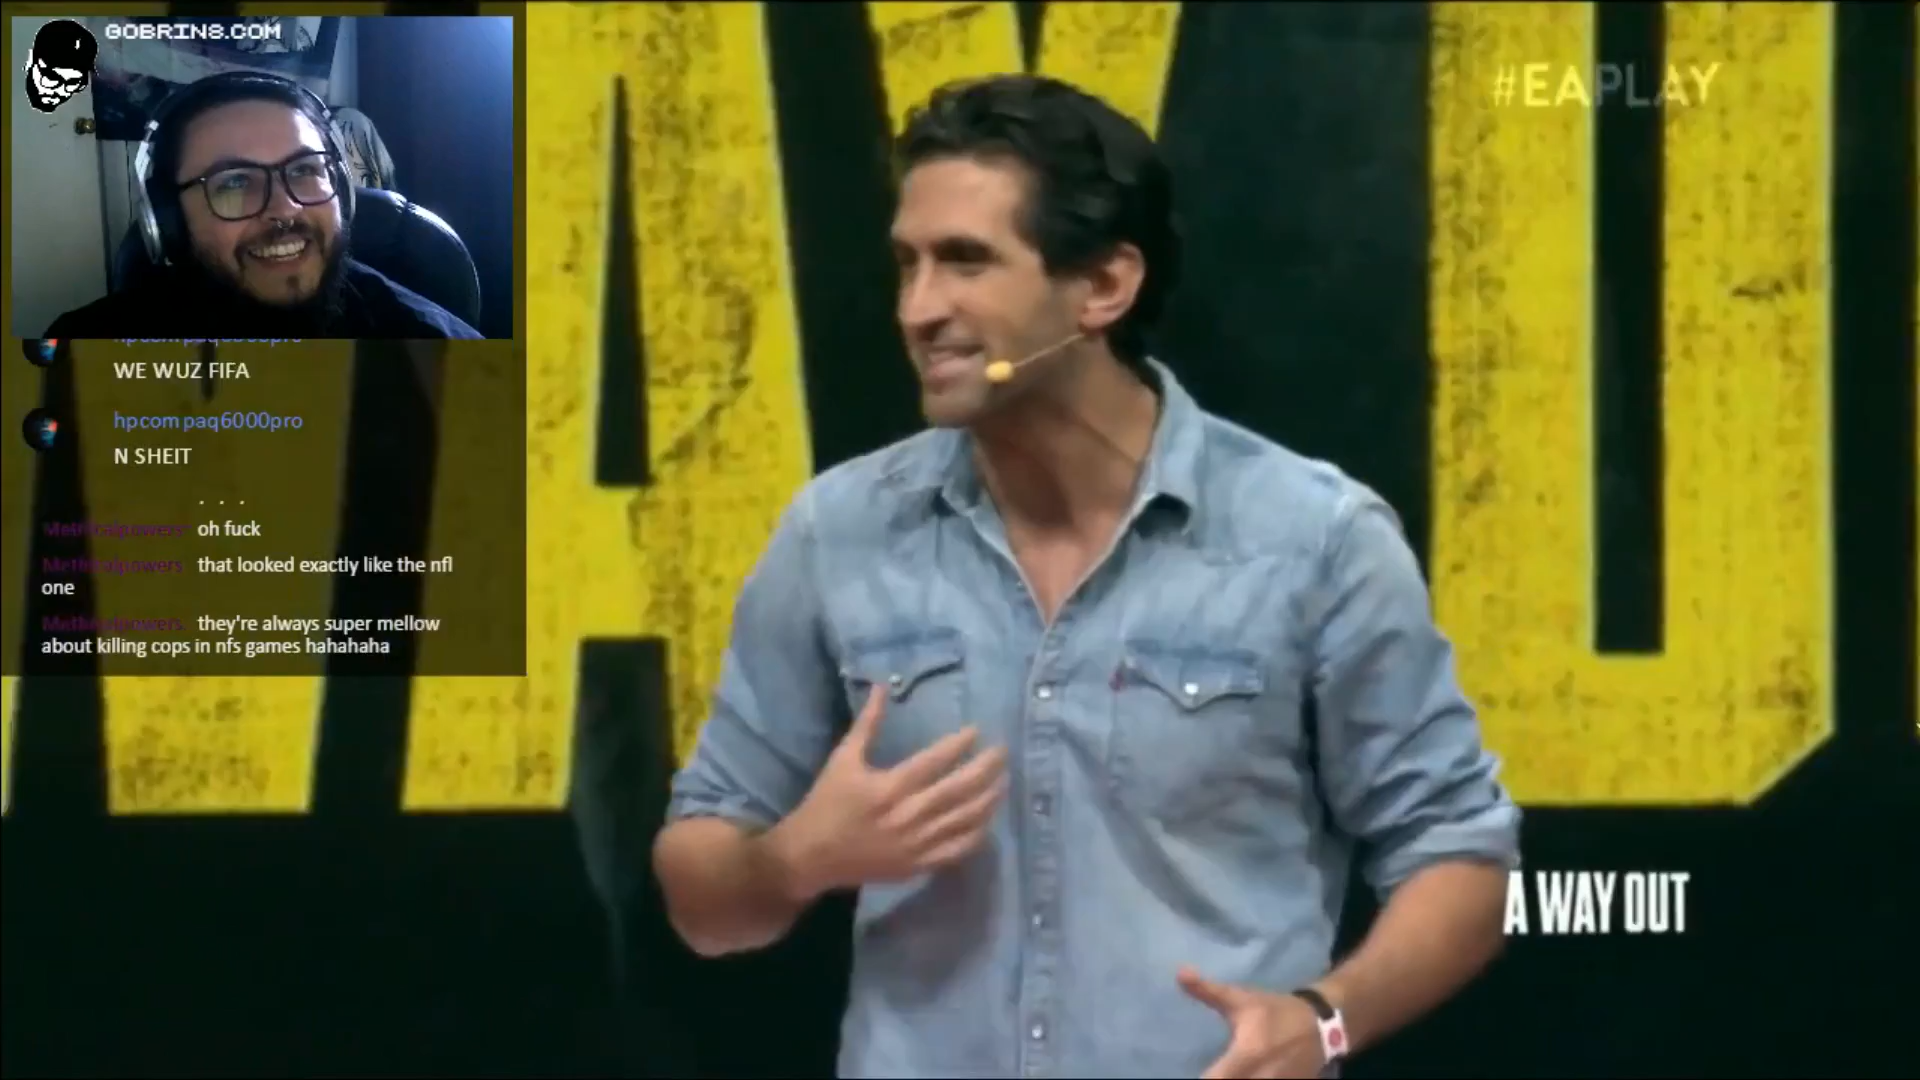 GOBRINS.COM
#EAPLAY
WE WUZ FIFA
hpcompaq6000pro
N SHEIT
. . .
oh fuck
that looked exactly like the nfl
one
they're always super mellow
about killing cops in nfs games hahahaha
A WAY OUT